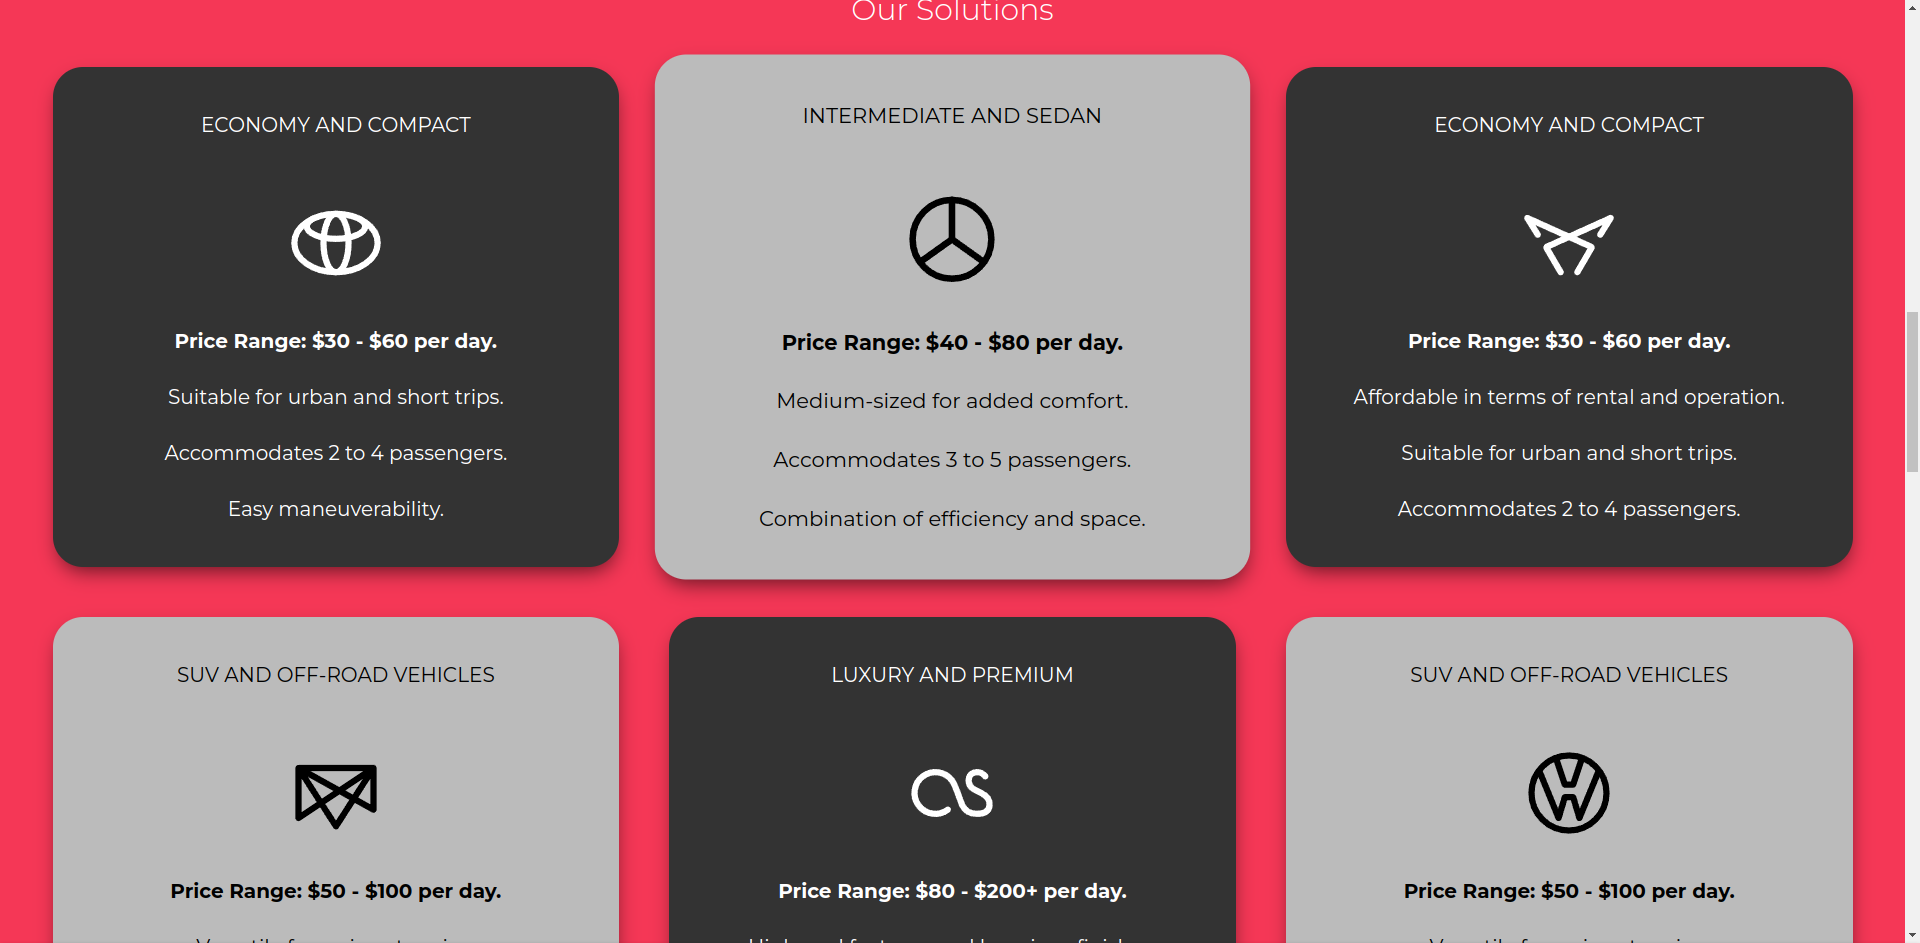 Our Solutions
ECONOMY AND COMPACT
Price Range: $30 - $60 per day.
Suitable for urban and short trips.
Accommodates 2 to 4 passengers.
Easy maneuverability.
INTERMEDIATE AND SEDAN
Price Range: $40 - $80 per day.
Medium-sized for added comfort.
Accommodates 3 to 5 passengers.
Combination of efficiency and space.
ECONOMY AND COMPACT
Price Range: $30 - $60 per day.
Affordable in terms of rental and operation.
Suitable for urban and short trips.
Accommodates 2 to 4 passengers.
SUV AND OFF-ROAD VEHICLES
Price Range: $50 - $100 per day.
LUXURY AND PREMIUM
Price Range: $80 - $200+ per day.
SUV AND OFF-ROAD VEHICLES
Price Range: $50 - $100 per day.